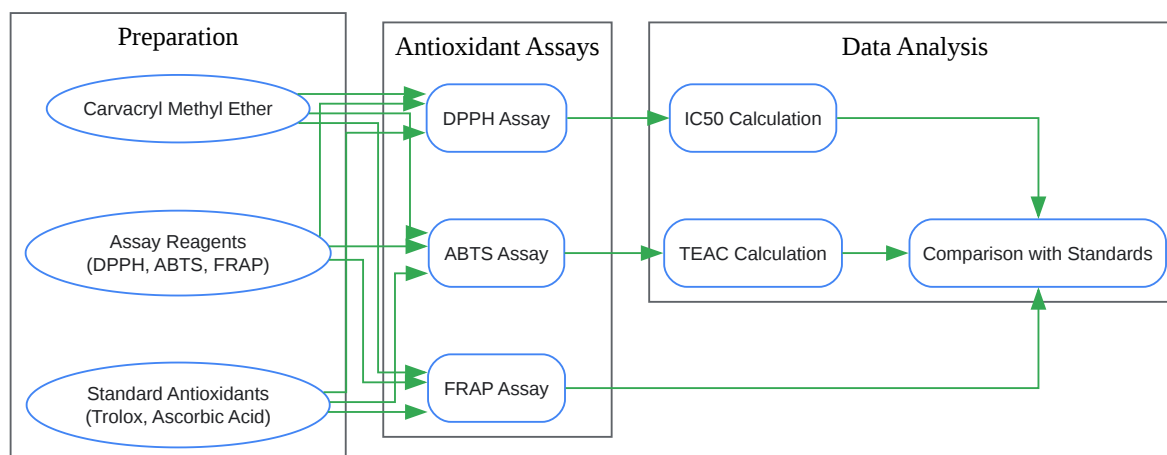 Preparation
Carvacryl Methyl Ether
Assay Reagents
(DPPH, ABTS, FRAP)
Standard Antioxidants
(Trolox, Ascorbic Acid)
Antioxidant Assays
DPPH Assay
ABTS Assay
FRAP Assay
Data Analysis
IC50 Calculation
TEAC Calculation
Comparison with Standards